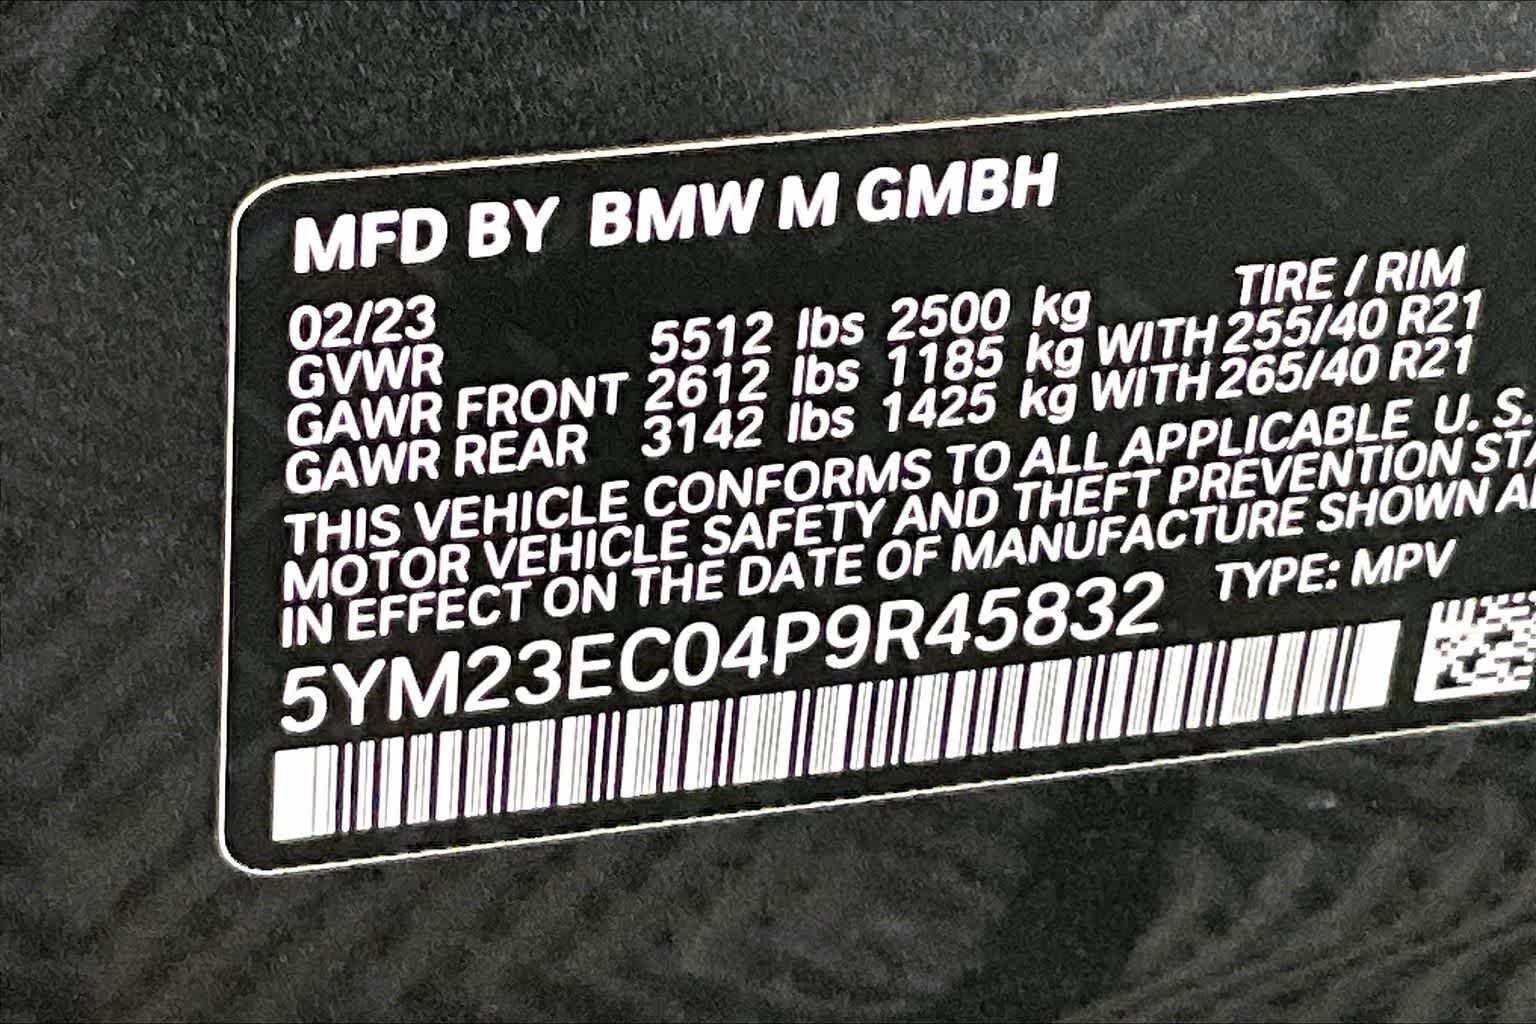 MFD BY BMW M GMBH
TIRE / RIM
02/23
GVWR 5512 lbs 2500 kg
GAWR FRONT 2612 lbs 1185 kg WITH 255/40 R21
GAWR REAR 3142 lbs 1425 kg WITH 265/40 R21
THIS VEHICLE CONFORMS TO ALL APPLICABLE U. S.
MOTOR VEHICLE SAFETY AND THEFT PREVENTION
IN EFFECT ON THE DATE OF MANUFACTURE SHOWN
5YM23EC04P9R45832 TYPE: MPV